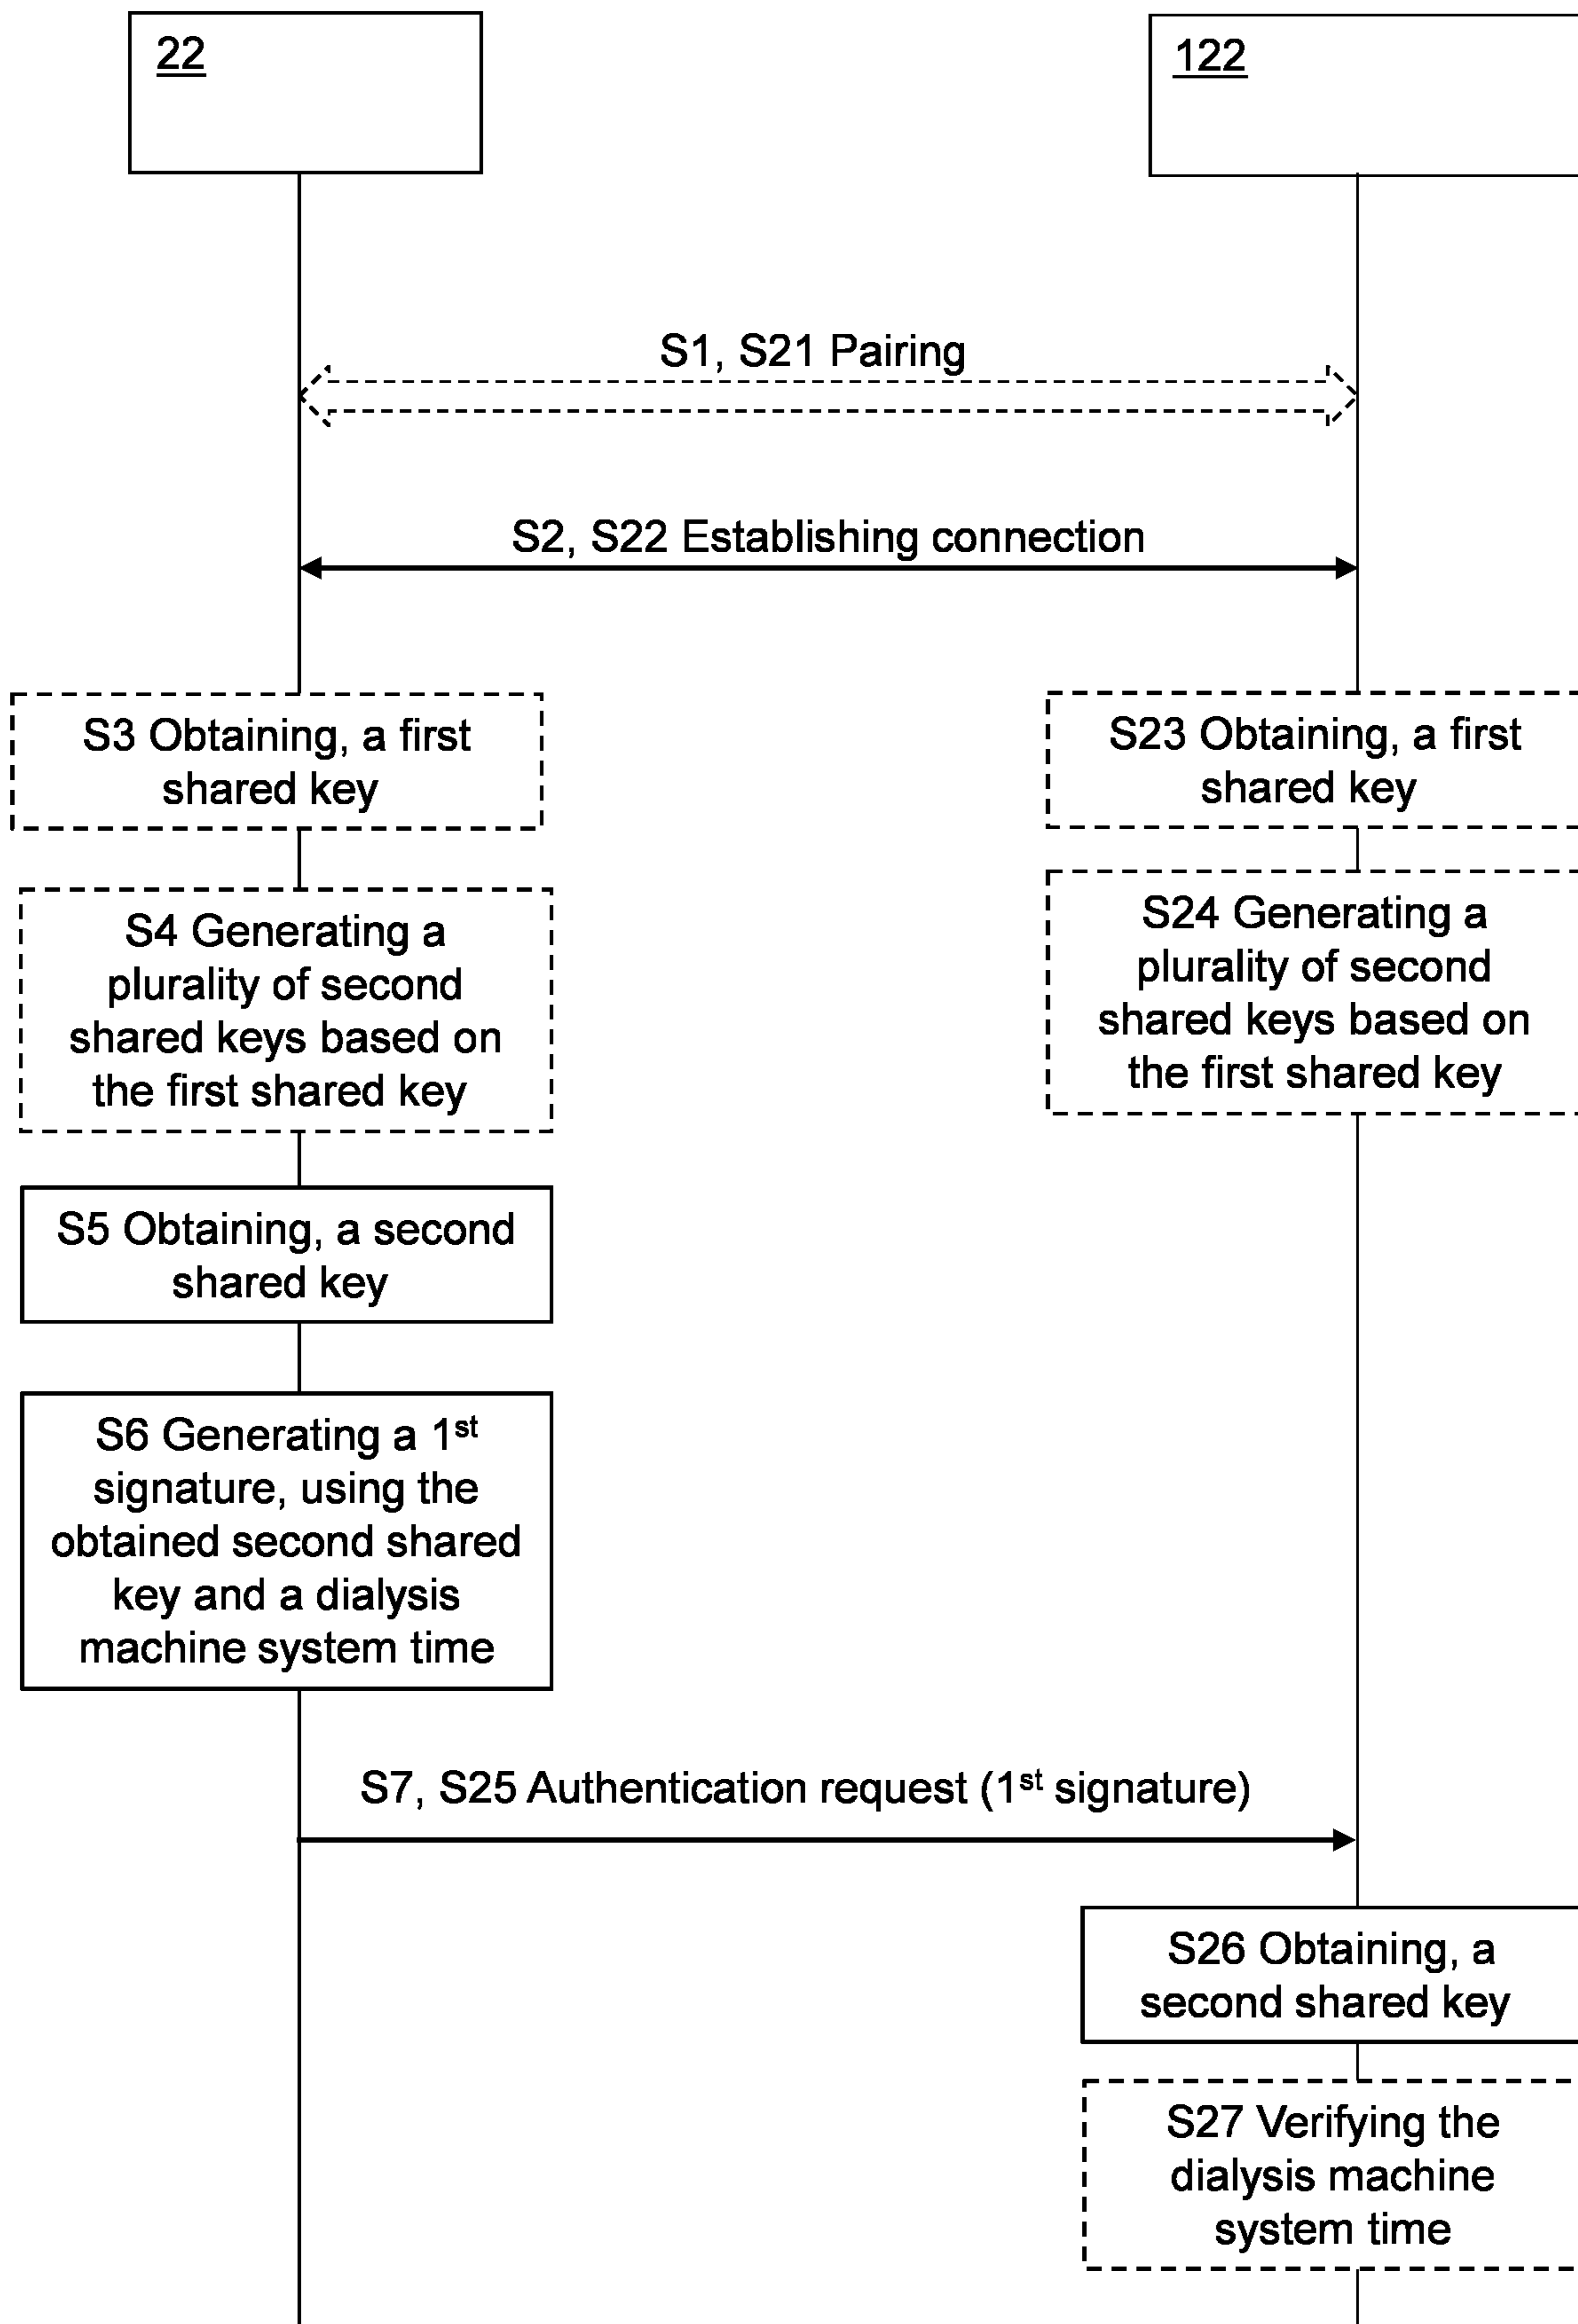 22
122
S1, S21 Pairing
S2, S22 Establishing connection
S3 Obtaining, a first
shared key
S23 Obtaining, a first
shared key
S4 Generating a
plurality of second
shared keys based on
the first shared key
S24 Generating a
plurality of second
shared keys based on
the first shared key
S5 Obtaining, a second
shared key
S6 Generating a 1st
signature, using the
obtained second shared
key and a dialysis
machine system time
S7, S25 Authentication request (1st signature)
S26 Obtaining, a
second shared key
S27 Verifying the
dialysis machine
system time